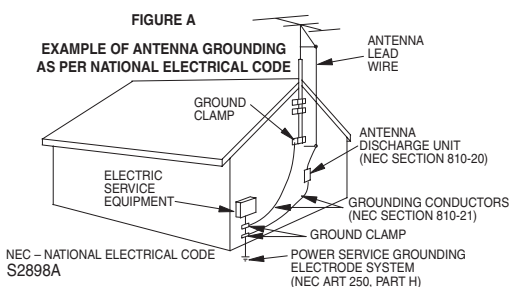 FIGURE A
EXAMPLE OF ANTENNA GROUNDING
AS PER NATIONAL ELECTRICAL CODE
ANTENNA
LEAD
WIRE
GROUND
CLAMP
ANTENNA
DISCHARGE UNIT
(NEC SECTION 810-20)
ELECTRIC
SERVICE
EQUIPMENT
GROUNDING CONDUCTORS
(NEC SECTION 810-21)
GROUND CLAMP
POWER SERVICE GROUNDING
ELECTRODE SYSTEM
(NEC ART 250, PART H)
NEC – NATIONAL ELECTRICAL CODE
S2898A